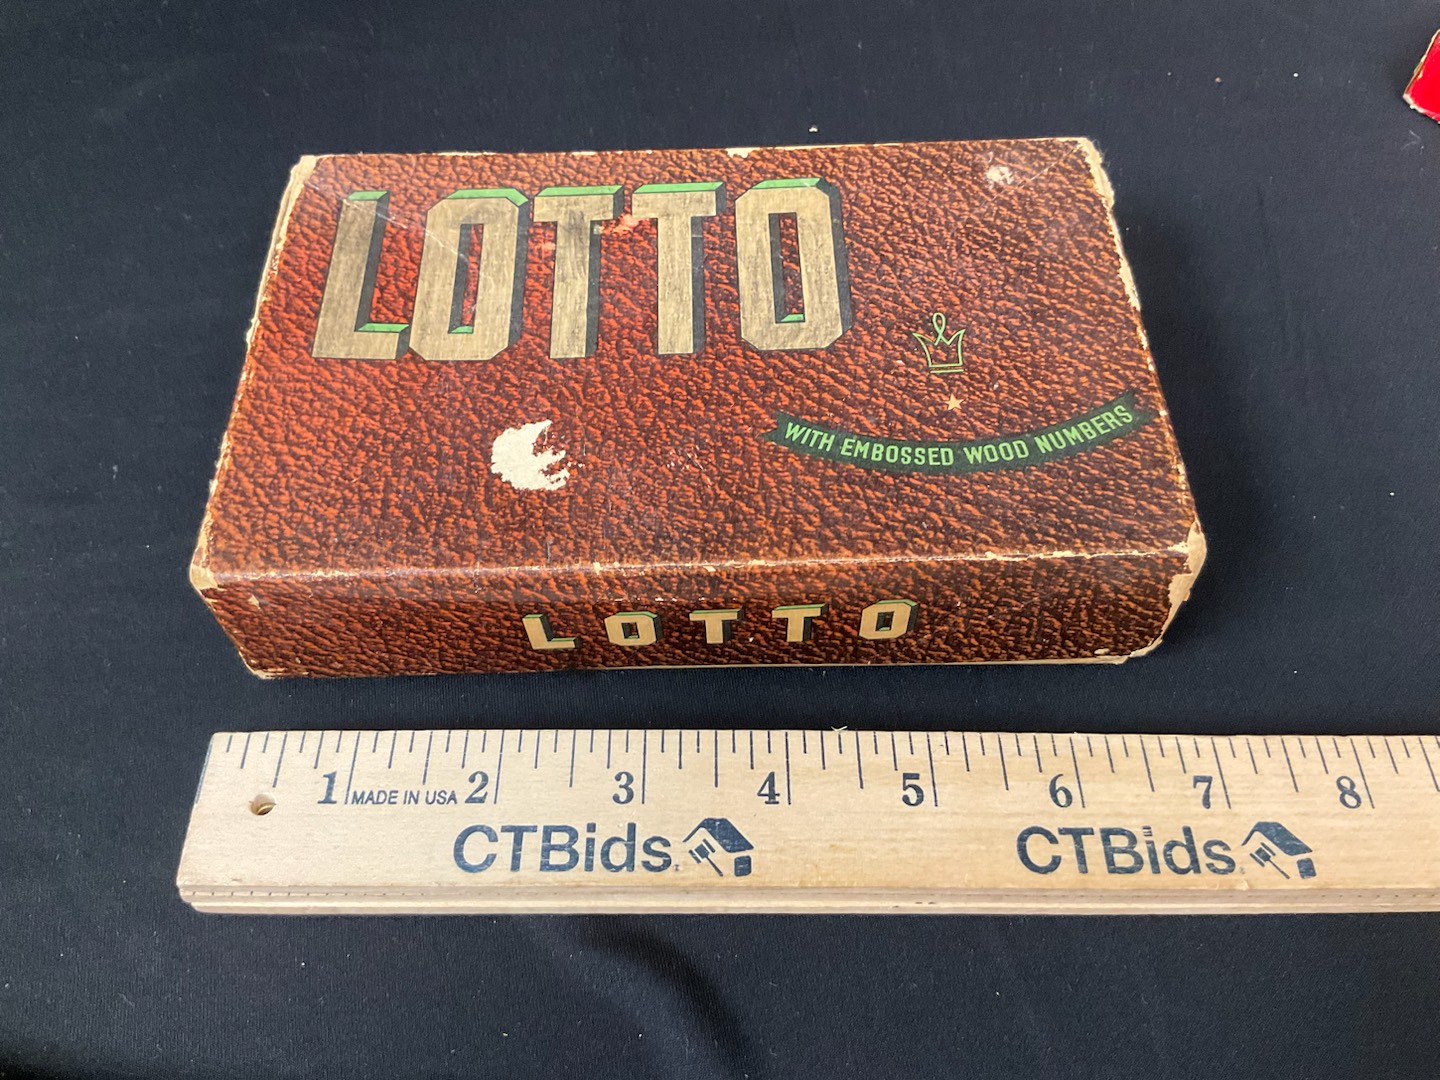 LOTTO
WITH EMBOSSED WOOD NUMBERS
LOTTO
1 MADE IN USA 2 3 4 5 6 7 8
CTBids CTBids